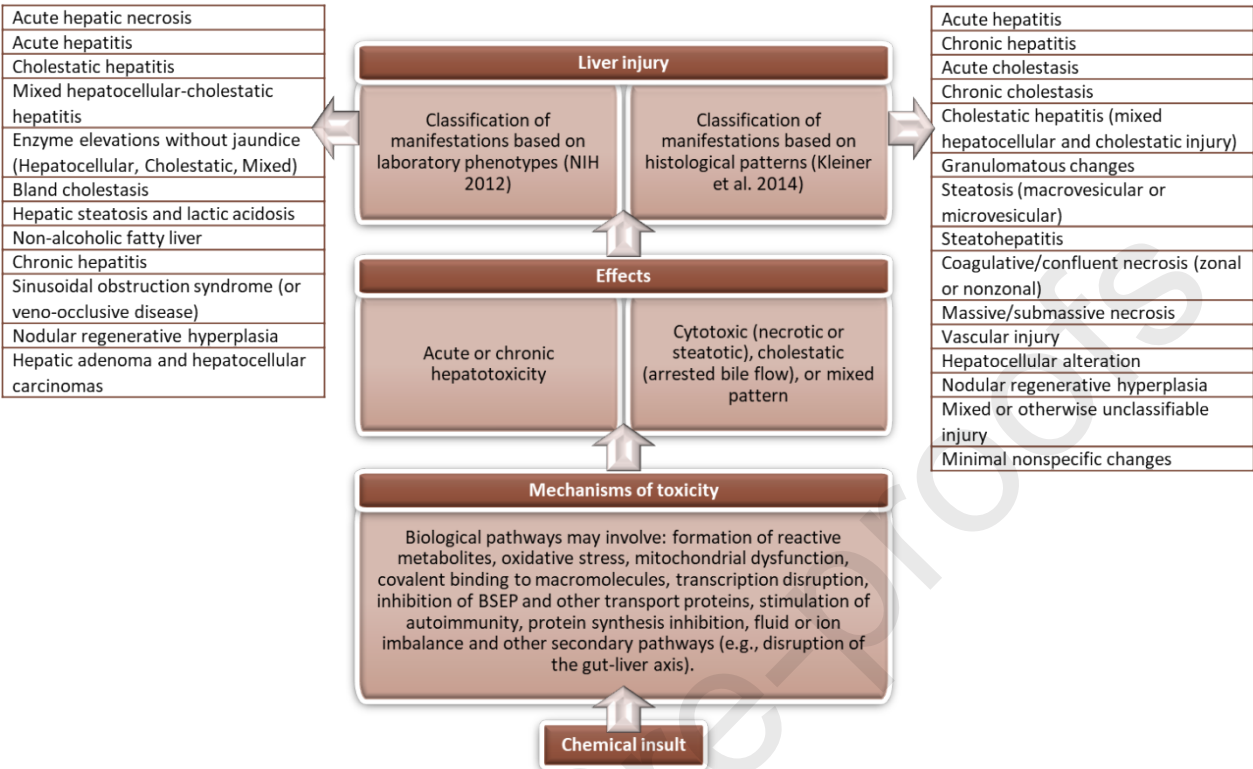 Acute hepatic necrosis
Acute hepatitis
Cholestatic hepatitis
Mixed hepatocellular-cholestatic
hepatitis
Enzyme elevations without jaundice
(Hepatocellular, Cholestatic, Mixed)
Bland cholestasis
Hepatic steatosis and lactic acidosis
Non-alcoholic fatty liver
Chronic hepatitis
Sinusoidal obstruction syndrome (or
veno-occlusive disease)
Nodular regenerative hyperplasia
Hepatic adenoma and hepatocellular
carcinomas
Liver injury
Classification of
manifestations based on
laboratory phenotypes (NIH
2012)
Classification of
manifestations based on
histological patterns (Kleiner
et al. 2014)
Effects
Acute or chronic
hepatotoxicity
Cytotoxic (necrotic or
steatotic), cholestatic
(arrested bile flow), or mixed
pattern
Mechanisms of toxicity
Biological pathways may involve: formation of reactive
metabolites, oxidative stress, mitochondrial dysfunction,
covalent binding to macromolecules, transcription disruption,
inhibition of BSEP and other transport proteins, stimulation of
autoimmunity, protein synthesis inhibition, fluid or ion
imbalance and other secondary pathways (e.g., disruption of
the gut-liver axis).
Chemical insult
Acute hepatitis
Chronic hepatitis
Acute cholestasis
Chronic cholestasis
Cholestatic hepatitis (mixed
hepatocellular and cholestatic injury)
Granulomatous changes
Steatosis (macrovesicular or
microvesicular)
Steatohepatitis
Coagulative/confluent necrosis (zonal
or nonzonal)
Massive/submassive necrosis
Vascular injury
Hepatocellular alteration
Nodular regenerative hyperplasia
Mixed or otherwise unclassifiable
injury
Minimal nonspecific changes
re-proofs